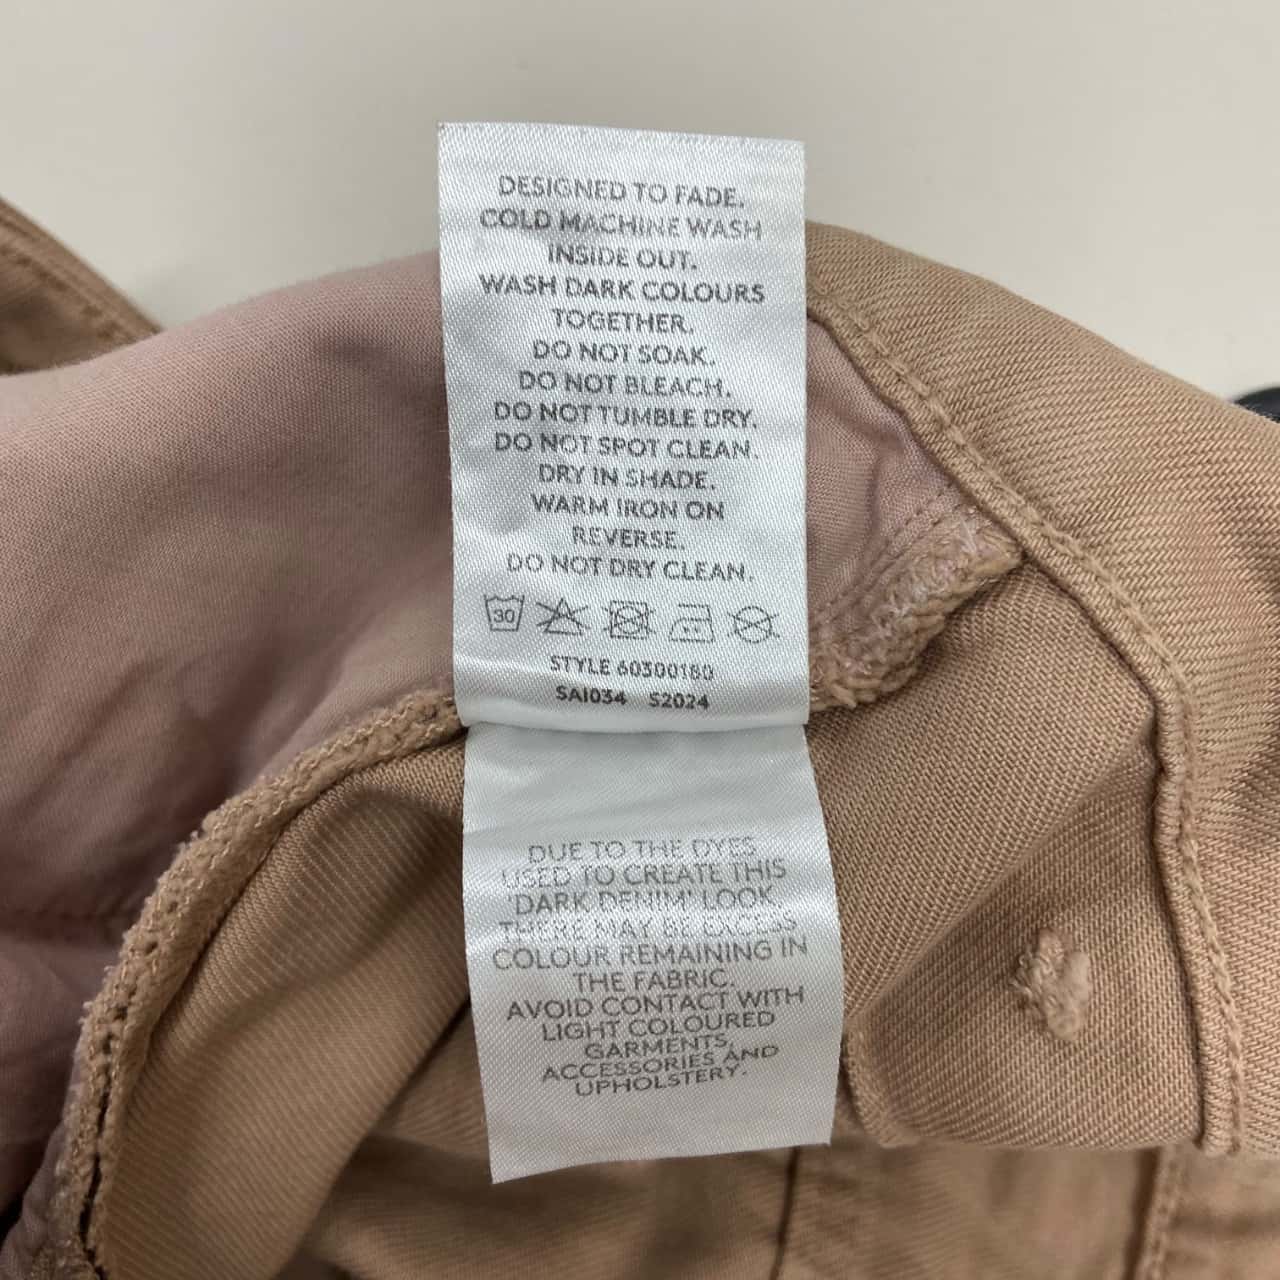 DESIGNED TO FADE.
COLD MACHINE WASH
INSIDE OUT.
WASH DARK COLOURS
TOGETHER.
DO NOT SOAK.
DO NOT BLEACH.
DO NOT TUMBLE DRY.
DO NOT SPOT CLEAN.
DRY IN SHADE.
WARM IRON ON
REVERSE.
DO NOT DRY CLEAN.
30
STYLE 60300180
SAI034 S2024
DUE TO THE DYES
USED TO CREATE THIS
'DARK DENIM' LOOK,
THERE MAY BE EXCESS
COLOUR REMAINING IN
THE FABRIC.
AVOID CONTACT WITH
LIGHT COLOURED
GARMENTS,
ACCESSORIES AND
UPHOLSTERY.